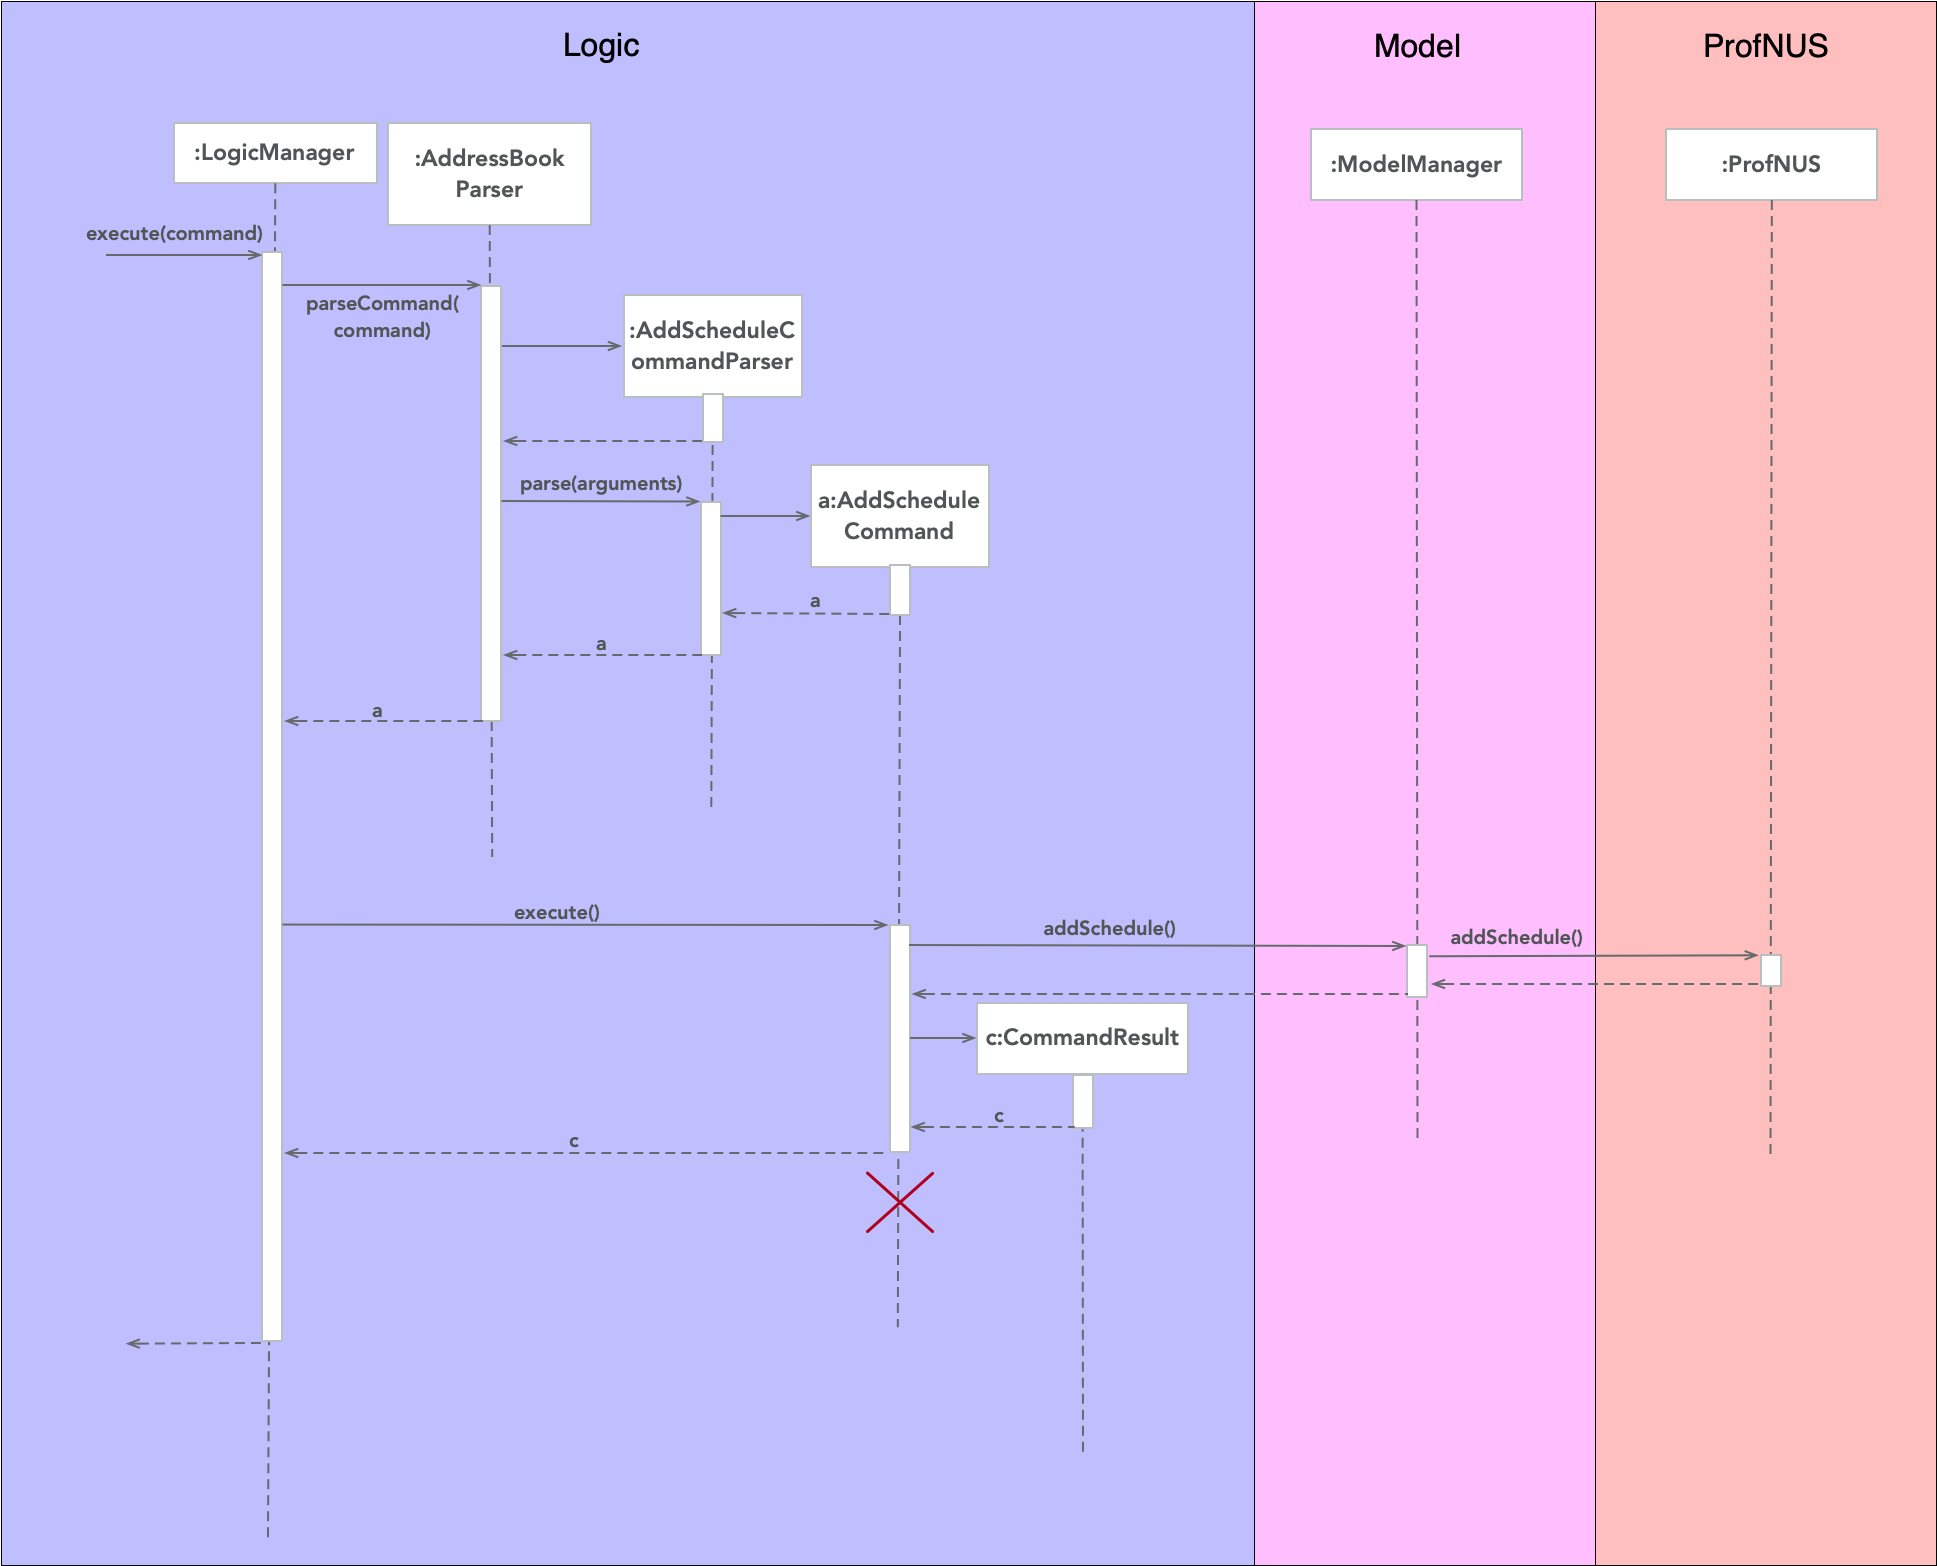 Logic
Model
ProfNUS
:LogicManager
:AddressBook
Parser
:ModelManager
:ProfNUS
execute(command)
parseCommand(
command)
:AddScheduleC
ommandParser
parse(arguments)
a:AddSchedule
Command
a
a
a
execute()
addSchedule()
addSchedule()
c:CommandResult
c
c